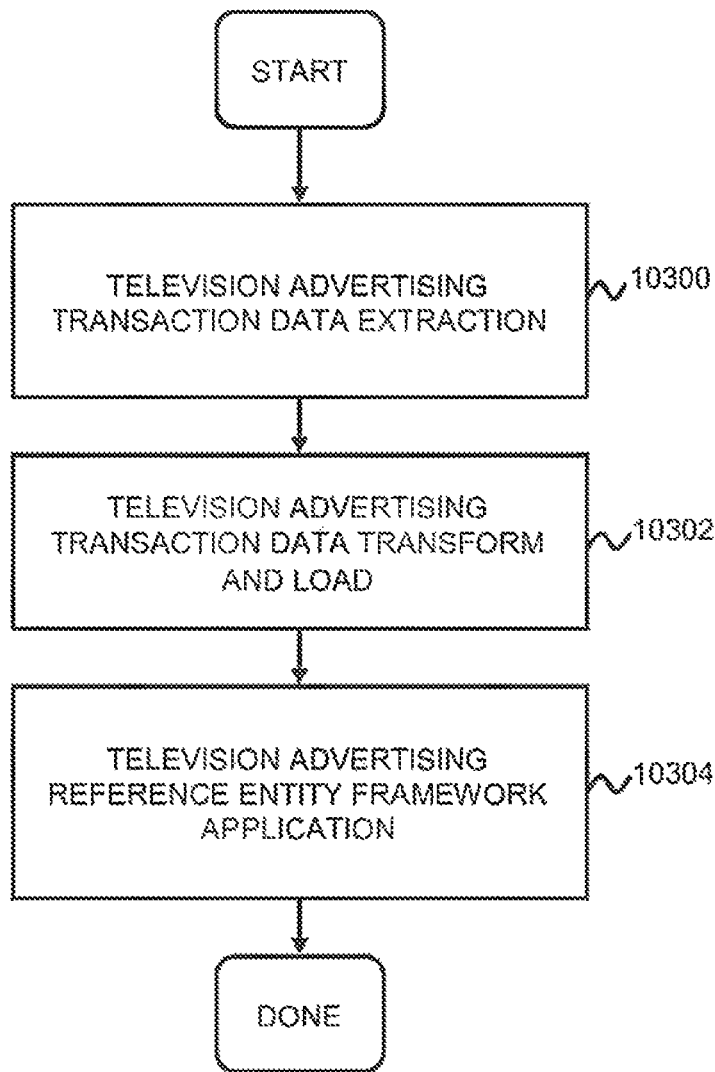 START
TELEVISION ADVERTISING
TRANSACTION DATA EXTRACTION
10300
TELEVISION ADVERTISING
TRANSACTION DATA TRANSFORM
AND LOAD
10302
TELEVISION ADVERTISING
REFERENCE ENTITY FRAMEWORK
APPLICATION
10304
DONE